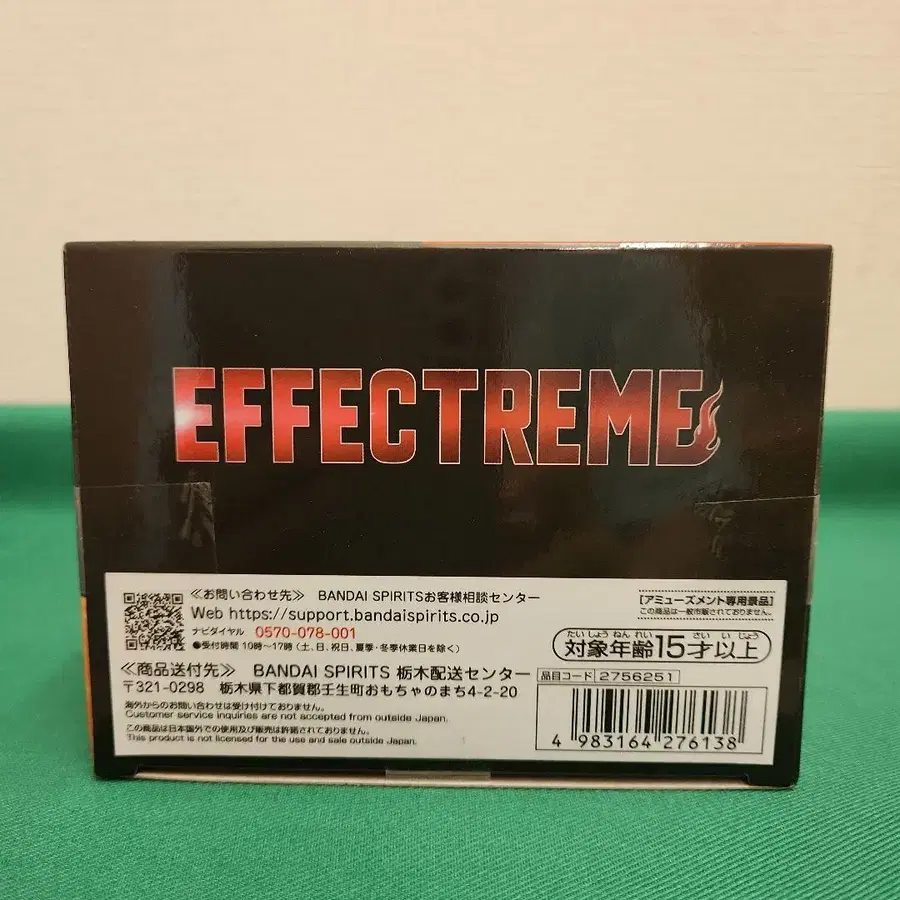 EFFECTREME
≪お問い合わせ先≫ BANDAI SPIRITSお客様相談センター
Web https://support.bandaispirits.co.jp
ナビダイヤル 0570-078-001
●受付時間 10時〜17時(土、日、祝日、夏季・冬季休業日を除く)
≪商品送付先≫ BANDAI SPIRITS 栃木配送センター
〒321-0298 栃木県下都賀郡壬生町おもちゃのまち4-2-20
海外からのお問い合わせは受け付けておりません。
Customer service inquiries are not accepted from outside Japan.
この商品は日本国外での使用及び販売は許諾されておりません。
This product is not licensed for the use and sale outside Japan.
[アミューズメント専用景品]
この商品は一般市販されておりません。
たいしょうねんれい さいいじょう
対象年齢15才以上
品目コード 2756251
4 983164 276138